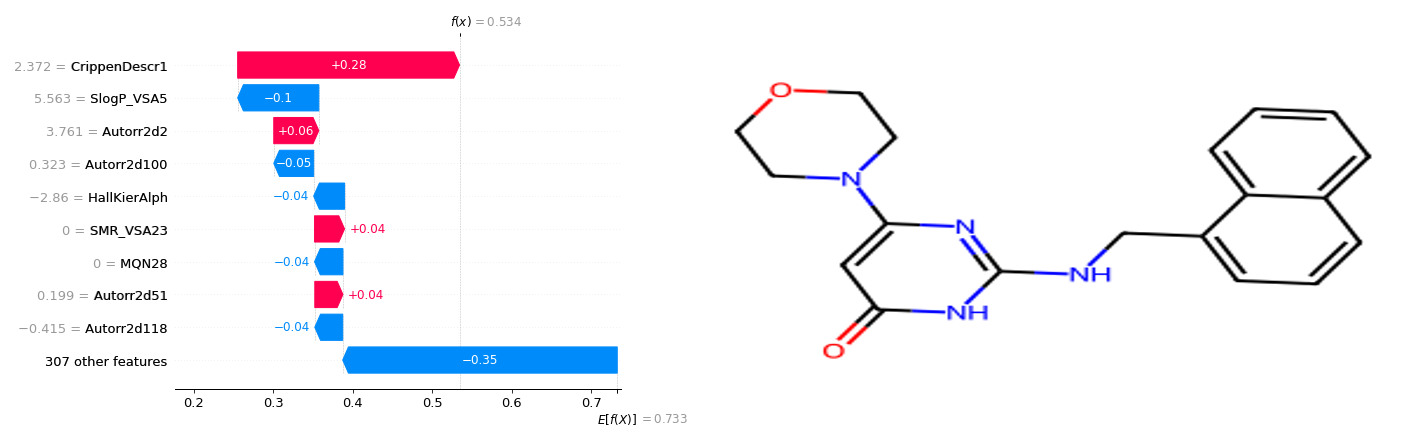 f(x) = 0.534
2.372 = CrippenDescr1
+0.28
5.563 = SlogP_VSA5
−0.1
3.761 = Autorr2d2
+0.06
0.323 = Autorr2d100
−0.05
−2.86 = HallKierAlph
−0.04
0 = SMR_VSA23
+0.04
0 = MQN28
−0.04
0.199 = Autorr2d51
+0.04
−0.415 = Autorr2d118
−0.04
307 other features
−0.35
0.2 0.3 0.4 0.5 0.6 0.7
E[f(X)] = 0.733
O
N
N
NH
NH
O